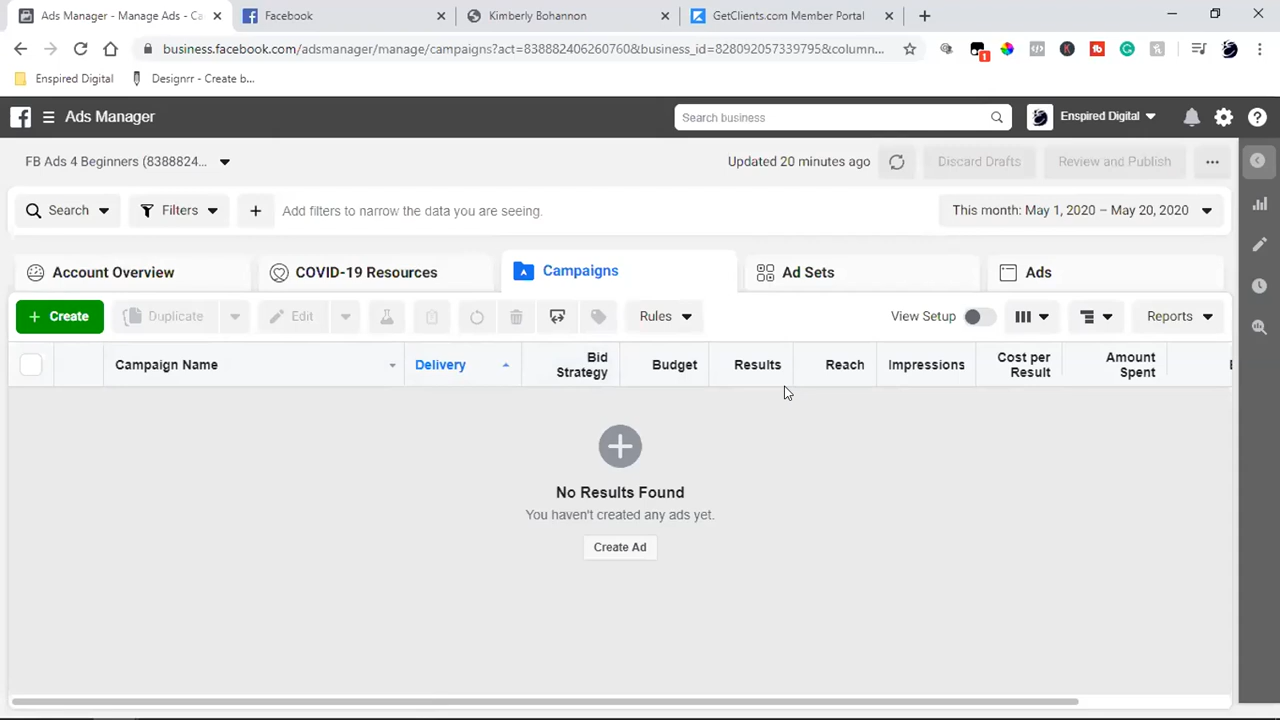 Ads Manager - Manage Ads - Ca
Facebook
Kimberly Bohannon
GetClients.com Member Portal
business.facebook.com/adsmanager/manage/campaigns?act=838882406260760&business_id=828092057339795&column...
1
Enspired Digital
Designrr - Create b...
Ads Manager
Search business
Enspired Digital
FB Ads 4 Beginners (8388824...
Updated 20 minutes ago
Discard Drafts
Review and Publish
Search
Filters
Add filters to narrow the data you are seeing.
This month: May 1, 2020 – May 20, 2020
Account Overview
COVID-19 Resources
Campaigns
Ad Sets
Ads
+ Create
Duplicate
Edit
Rules
View Setup
Reports
Campaign Name
Delivery
Bid Strategy
Budget
Results
Reach
Impressions
Cost per Result
Amount Spent
E
No Results Found
You haven't created any ads yet.
Create Ad